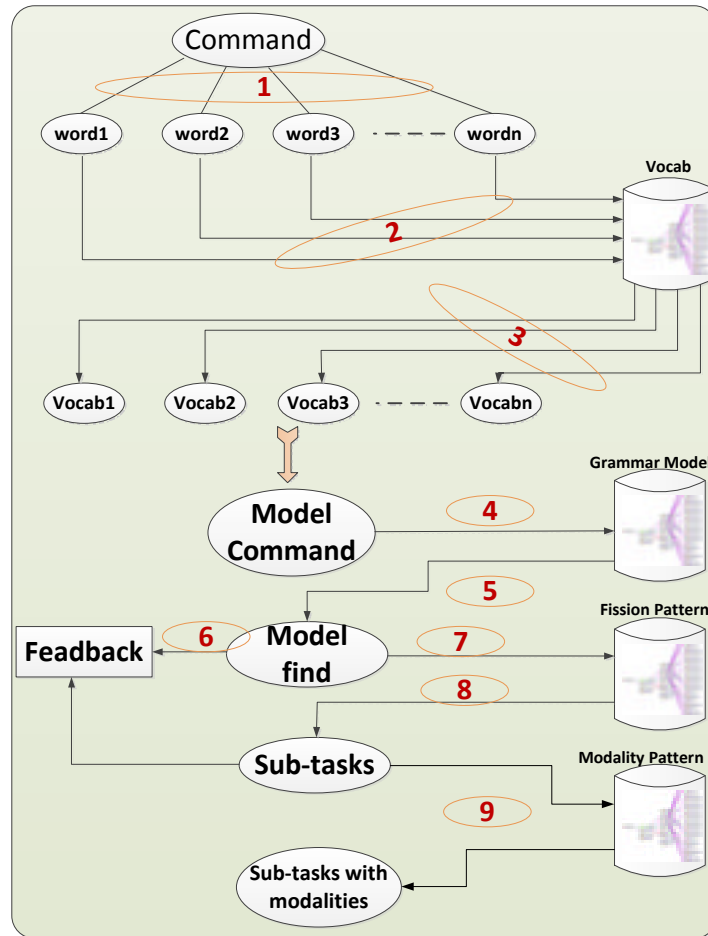 Command
1
word1 word2 word3 wordn
Vocab
2
3
Vocab1 Vocab2 Vocab3 Vocabn
Grammar Model
4
Model
Command
5
Fission Pattern
6
7
Feadback
Model
find
8
Sub-tasks
Modality Pattern
9
Sub-tasks with
modalities